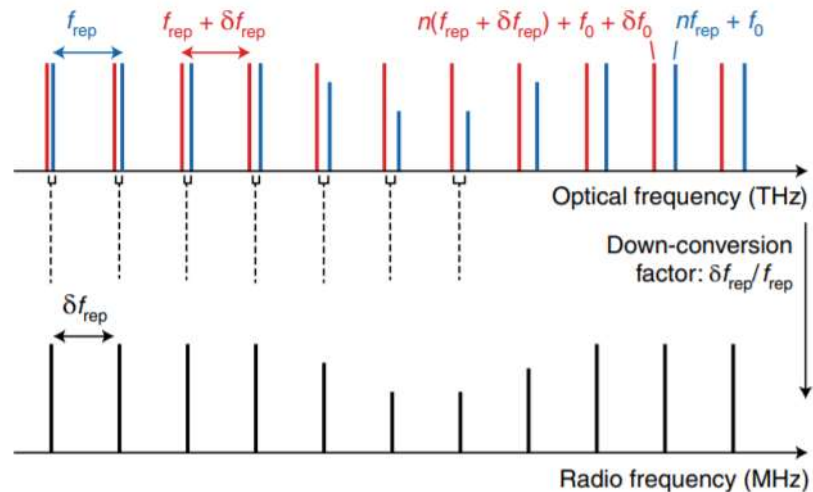 f_rep
f_rep + δf_rep
n(f_rep + δf_rep) + f_0 + δf_0
nf_rep + f_0
Optical frequency (THz)
Down-conversion
factor: δf_rep/f_rep
δf_rep
Radio frequency (MHz)